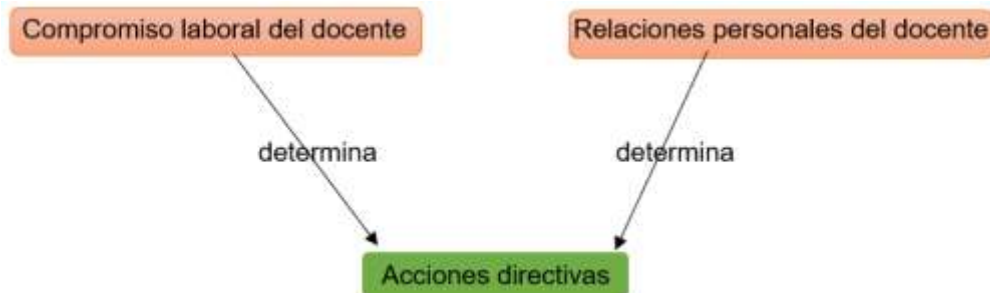 Compromiso laboral del docente
Relaciones personales del docente
determina
determina
Acciones directivas